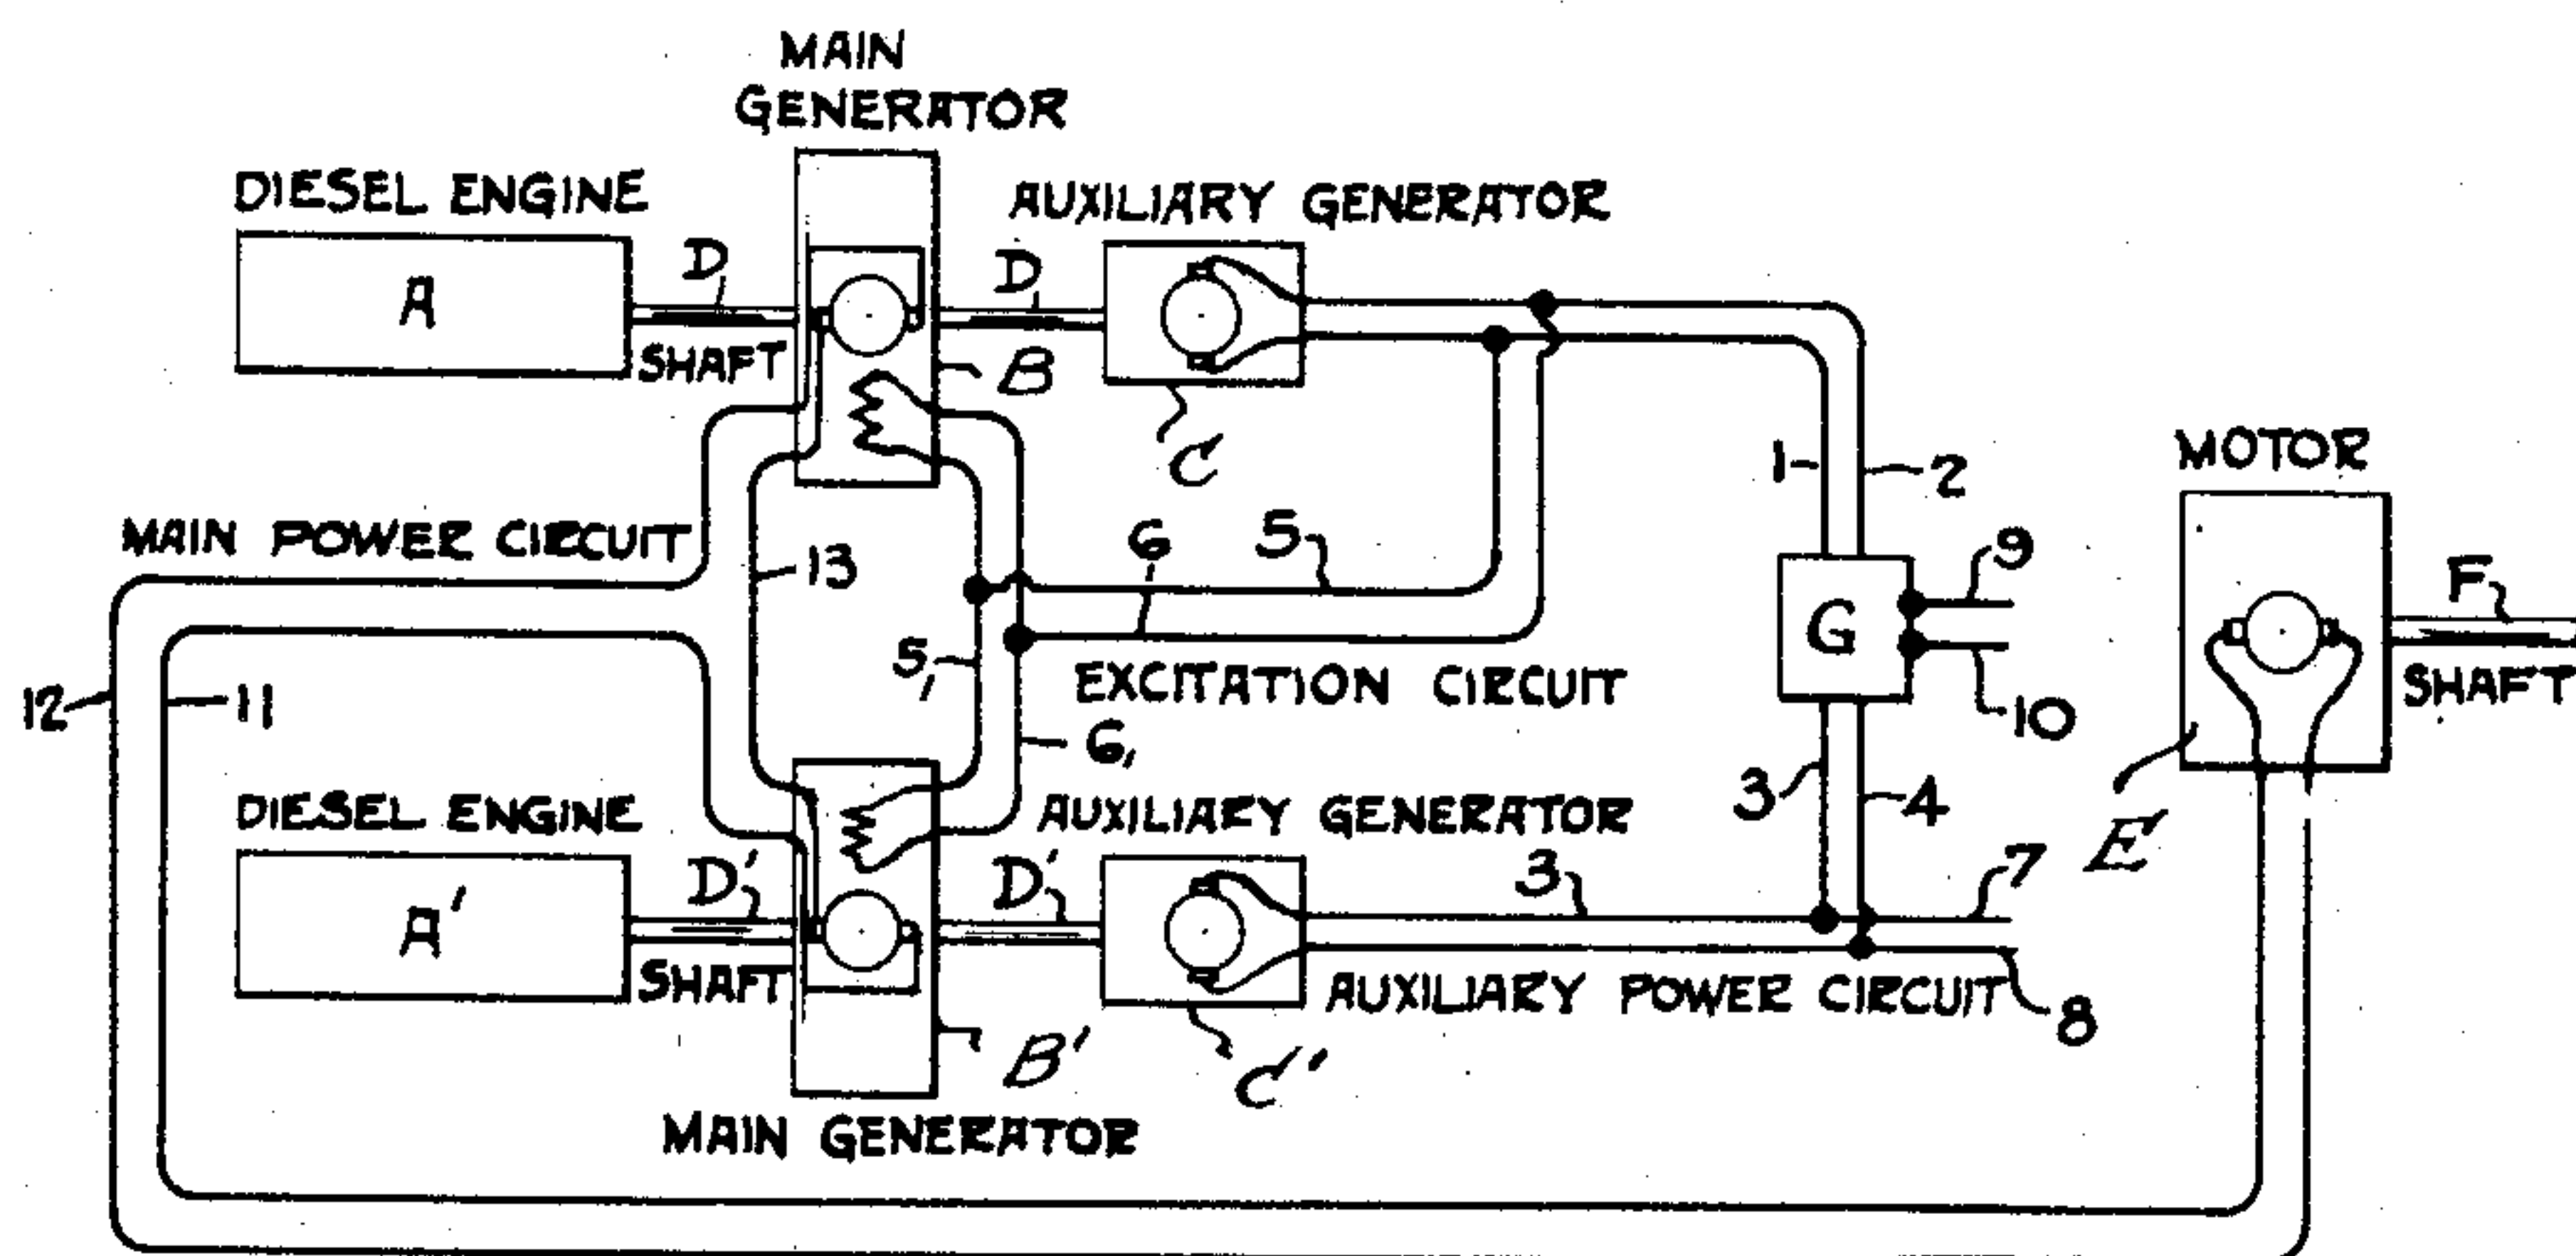 MAIN
GENERATOR
DIESEL ENGINE
AUXILIARY GENERATOR
A
D
D
SHAFT
B
C
1
2
MOTOR
MAIN POWER CIRCUIT
13
6
5
9
G
F
5,
EXCITATION CIRCUIT
SHAFT
12
11
10
6,
3
4
DIESEL ENGINE
AUXILIARY GENERATOR
E
D'
D'
3
7
A'
SHAFT
AUXILIARY POWER CIRCUIT
8
B'
C'
MAIN GENERATOR